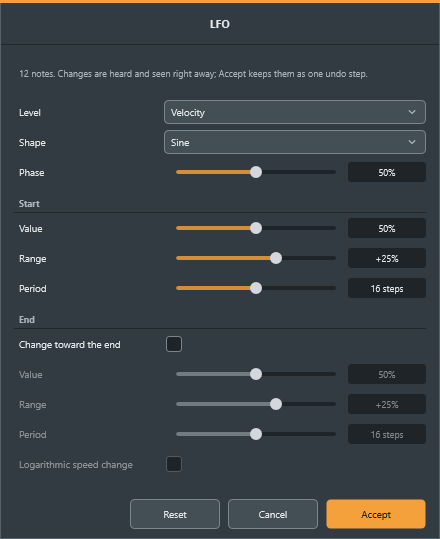 LFO
12 notes. Changes are heard and seen right away; Accept keeps them as one undo step.
Level Velocity
Shape Sine
Phase 50%
Start
Value 50%
Range +25%
Period 16 steps
End
Change toward the end
Value 50%
Range +25%
Period 16 steps
Logarithmic speed change
Reset Cancel Accept